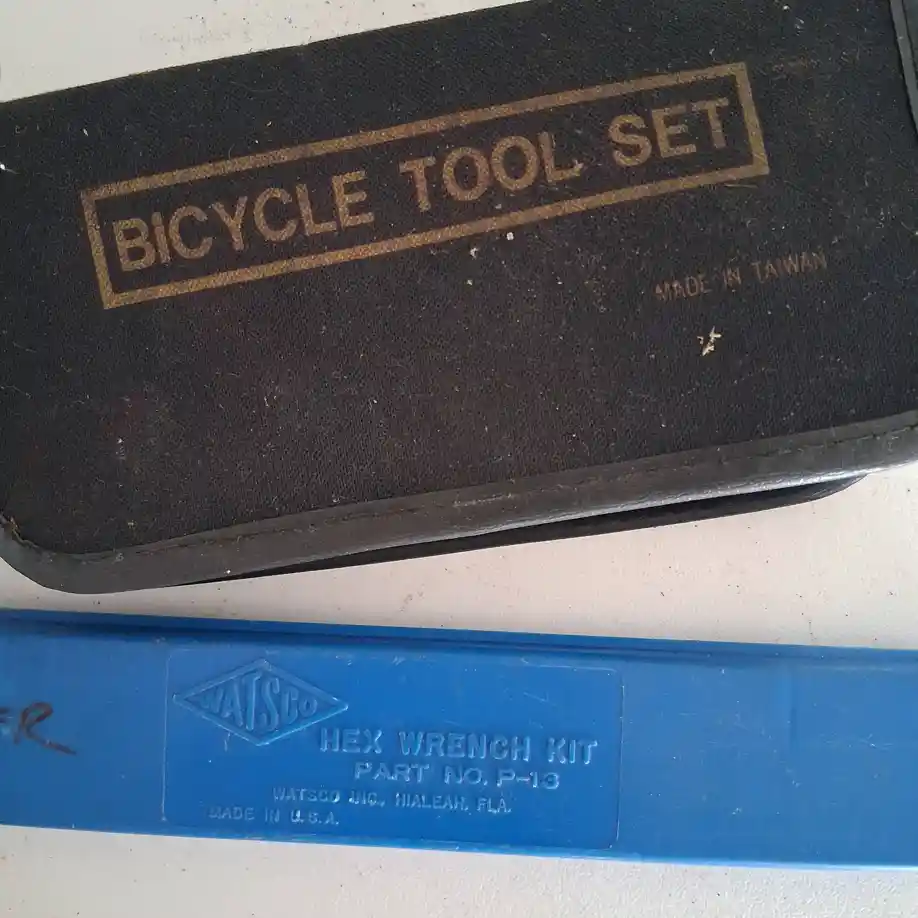 BICYCLE TOOL SET
MADE IN TAIWAN
WATSCO
HEX WRENCH KIT
PART NO. P-13
WATSCO INC., HIALEAH, FLA.
MADE IN U.S.A.